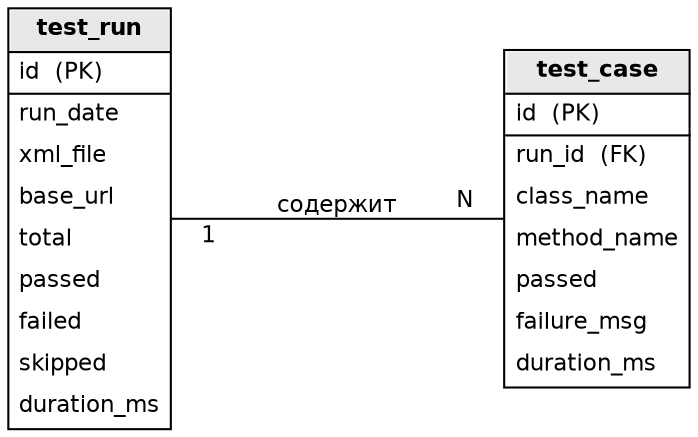 test_run
id (PK)
run_date
xml_file
base_url
total
passed
failed
skipped
duration_ms
содержит
1
N
test_case
id (PK)
run_id (FK)
class_name
method_name
passed
failure_msg
duration_ms